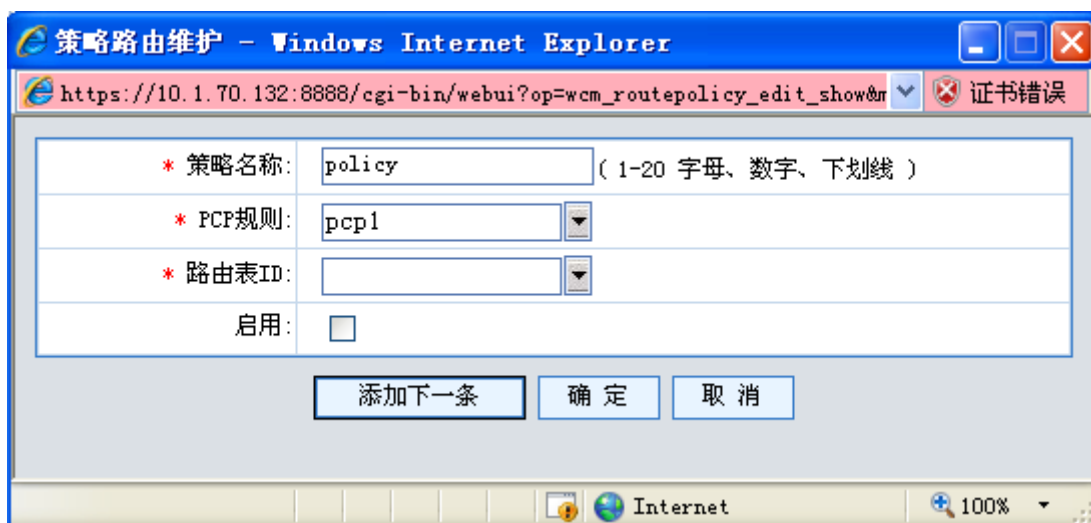 策略路由维护 - Windows Internet Explorer
https://10.1.70.132:8888/cgi-bin/webui?op=wcm_routepolicy_edit_show&m 证书错误
* 策略名称: policy ( 1-20 字母、数字、下划线 )
* PCP规则: pcp1
* 路由表ID:
启用:
添加下一条 确 定 取 消
Internet 100%